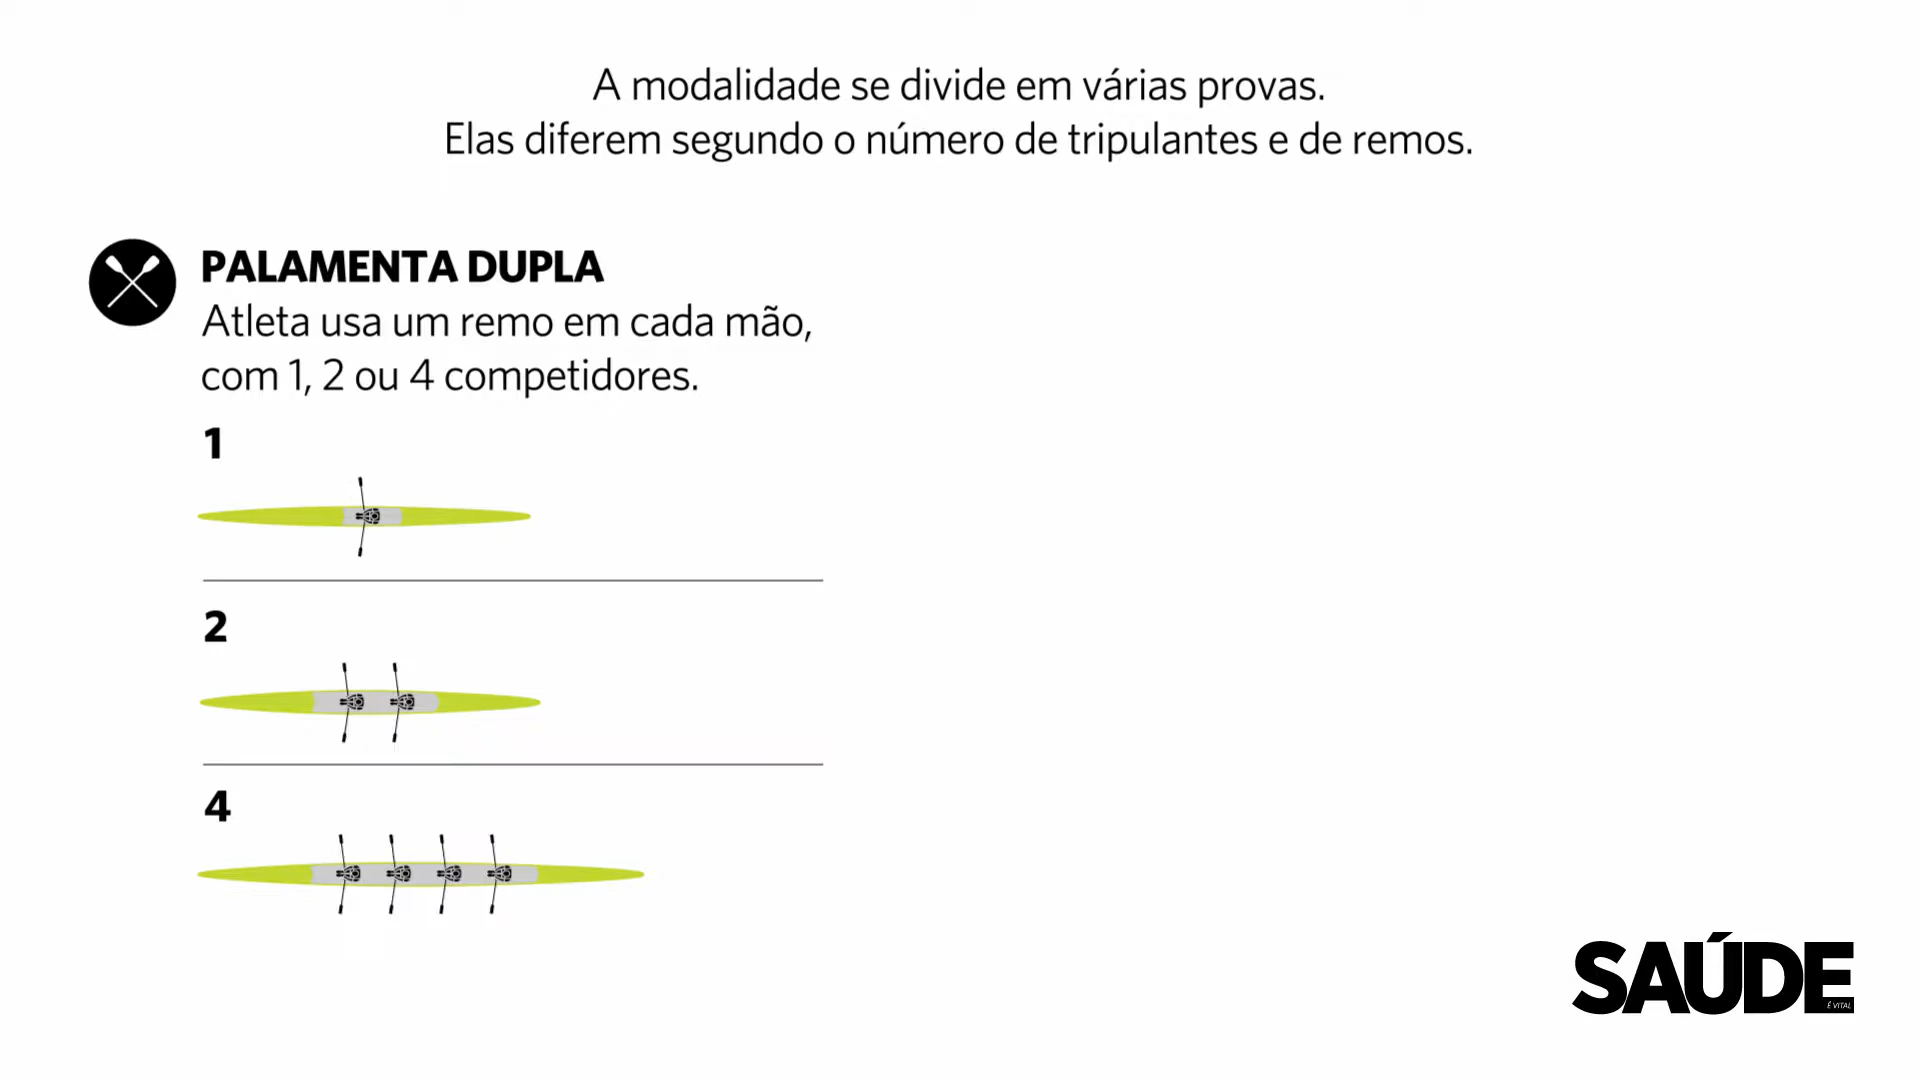 A modalidade se divide em várias provas.
Elas diferem segundo o número de tripulantes e de remos.
PALAMENTA DUPLA
Atleta usa um remo em cada mão,
com 1, 2 ou 4 competidores.
1
2
4
SAÚDE
É VITAL